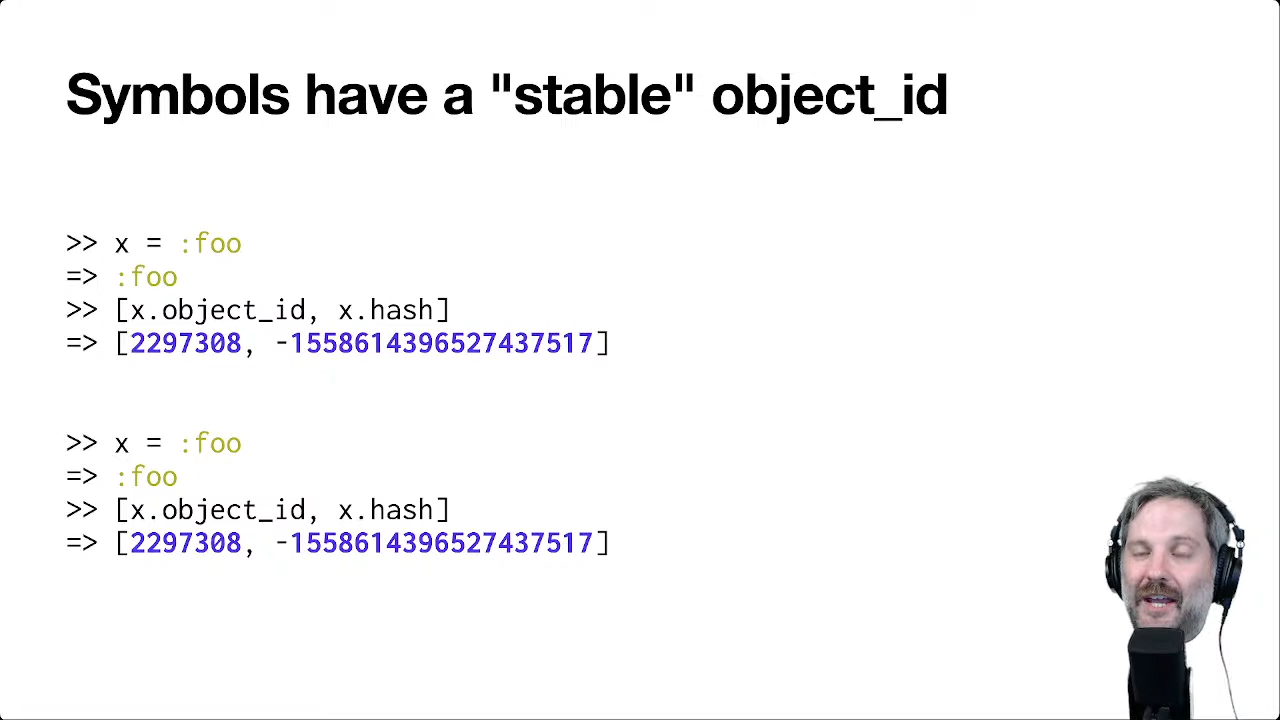 Symbols have a "stable" object_id
>> x = :foo
=> :foo
>> [x.object_id, x.hash]
=> [2297308, -1558614396527437517]
>> x = :foo
=> :foo
>> [x.object_id, x.hash]
=> [2297308, -1558614396527437517]